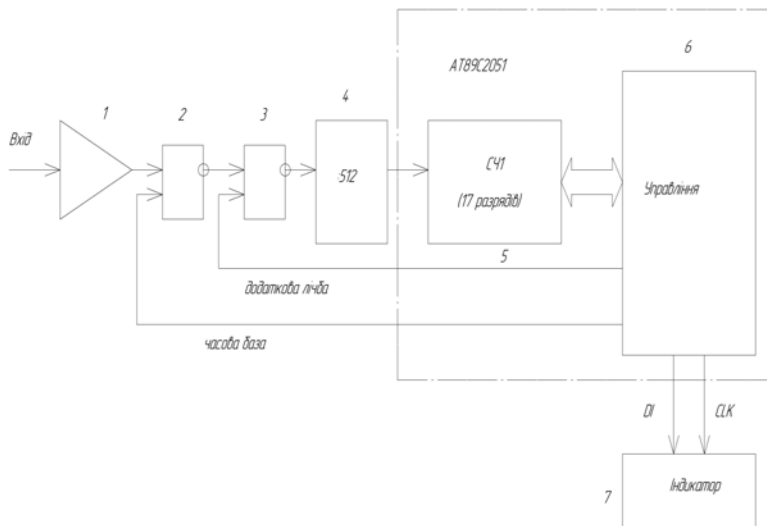 AT89C2051
6
1
2
3
4
Вхід
512
СЧ1
(17 разрядів)
Управління
5
додаткова лічба
часова база
DI
CLK
7
Індикатор